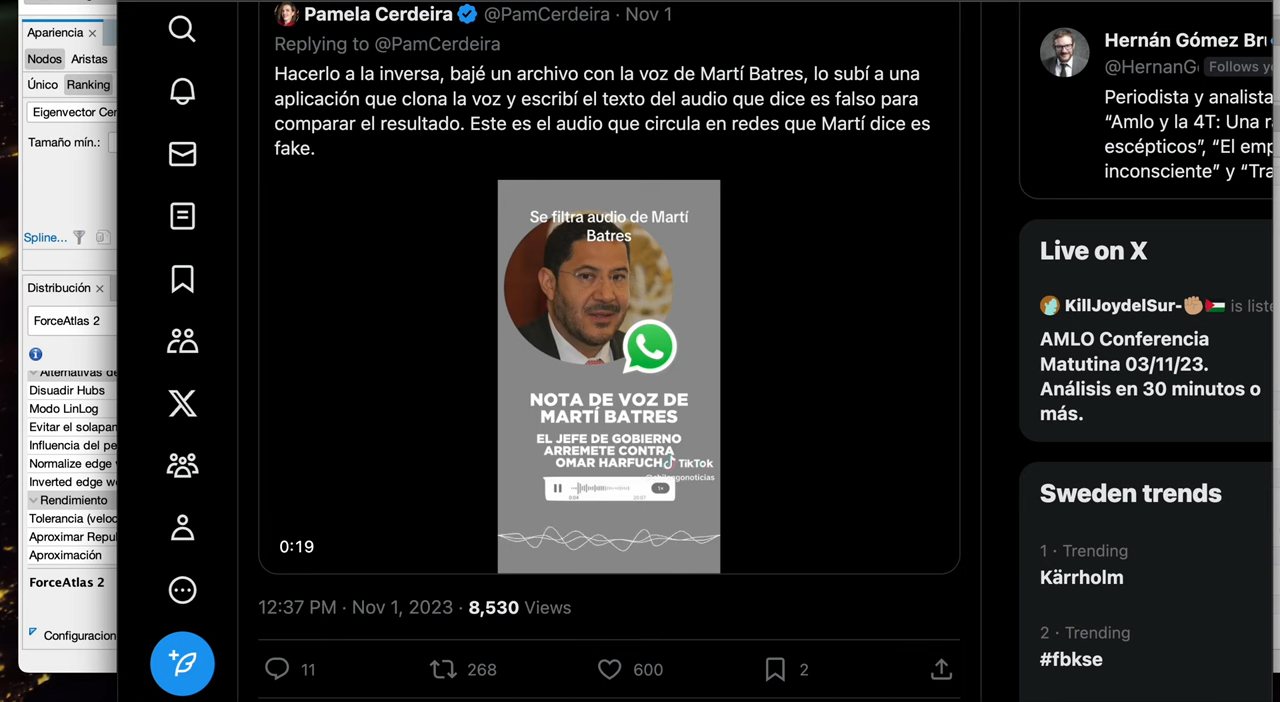 Apariencia ×
Nodos Aristas
Único Ranking
Eigenvector Cen
Tamaño mín.:
Spline...
Distribución ×
ForceAtlas 2
Alternativas de
Disuadir Hubs
Modo LinLog
Evitar el solapan
Influencia del pe
Normalize edge
Inverted edge we
Rendimiento
Tolerancia (veloc
Aproximar Repul
Aproximación
ForceAtlas 2
Configuracion
Pamela Cerdeira @PamCerdeira · Nov 1
Replying to @PamCerdeira
Hacerlo a la inversa, bajé un archivo con la voz de Martí Batres, lo subí a una
aplicación que clona la voz y escribí el texto del audio que dice es falso para
comparar el resultado. Este es el audio que circula en redes que Martí dice es
fake.
Se filtra audio de Martí
Batres
NOTA DE VOZ DE
MARTÍ BATRES
EL JEFE DE GOBIERNO
ARREMETE CONTRA
OMAR HARFUCH
TikTok
0:19
12:37 PM · Nov 1, 2023 · 8,530 Views
11 268 600 2
Hernán Gómez Bru
@HernanG Follows yo
Periodista y analista
“Amlo y la 4T: Una ra
escépticos”, “El emp
inconsciente” y “Tra
Live on X
KillJoydelSur- is liste
AMLO Conferencia
Matutina 03/11/23.
Análisis en 30 minutos o
más.
Sweden trends
1 · Trending
Kärrholm
2 · Trending
#fbkse